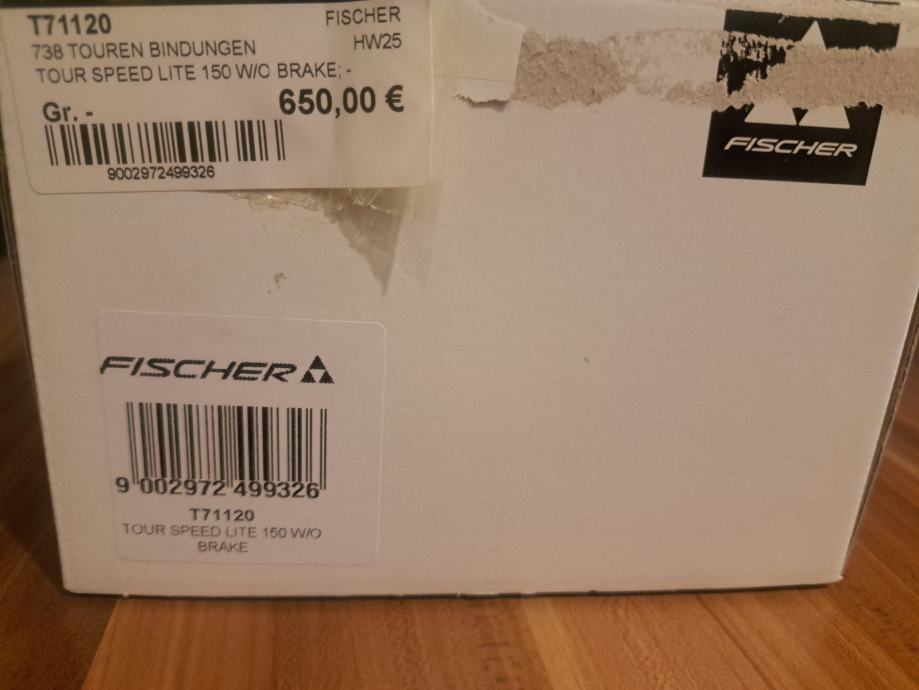 T71120 FISCHER
738 TOUREN BINDUNGEN HW25
TOUR SPEED LITE 150 W/O BRAKE; -
Gr. - 650,00 €
9002972499326
FISCHER
FISCHER
9 002972 499326
T71120
TOUR SPEED LITE 150 W/O
BRAKE